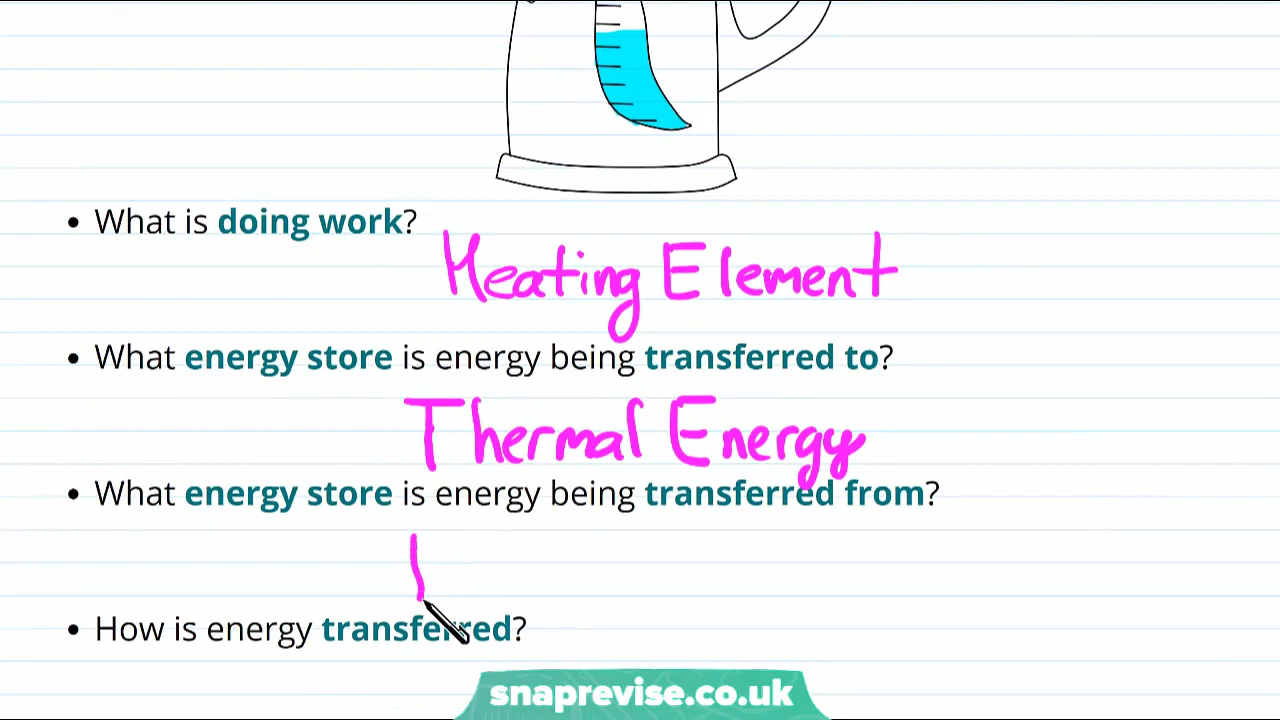 • What is doing work?
Heating Element
• What energy store is energy being transferred to?
Thermal Energy
• What energy store is energy being transferred from?
• How is energy transferred?
snaprevise.co.uk